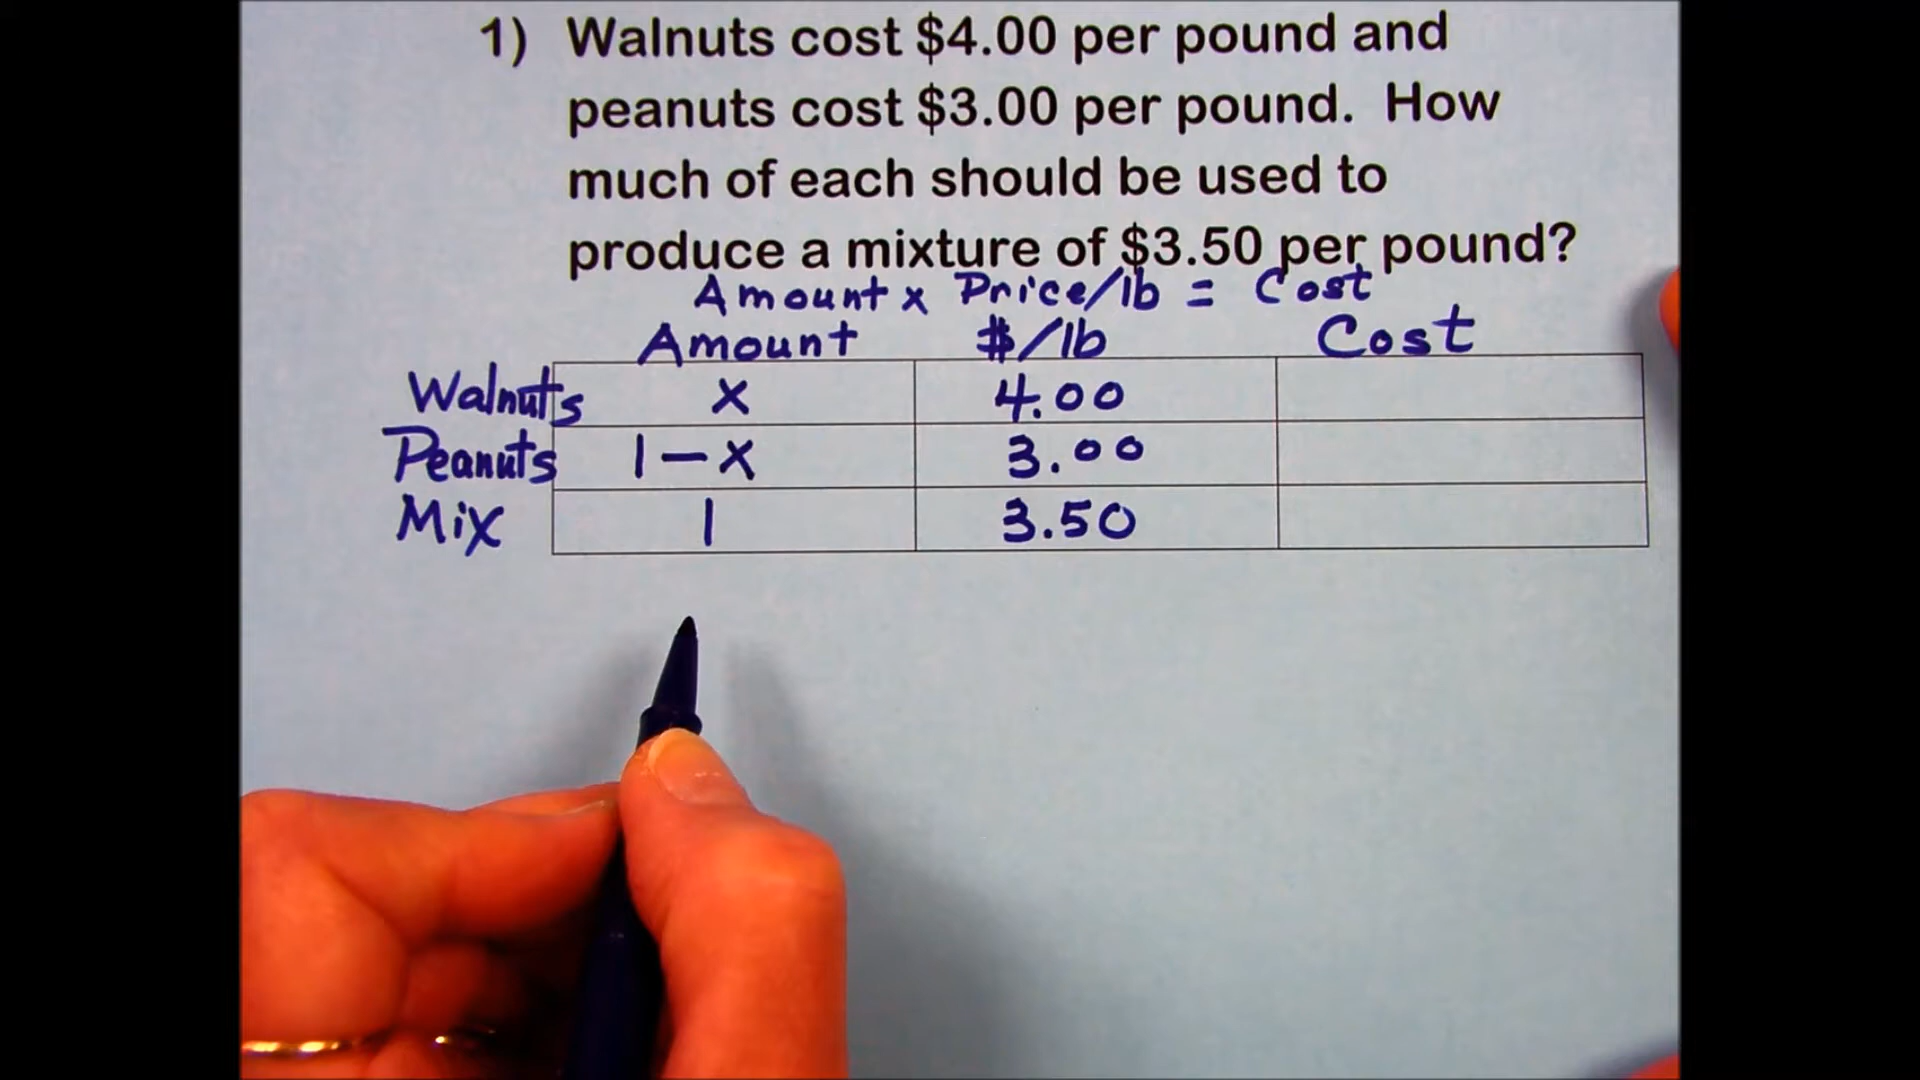 1) Walnuts cost $4.00 per pound and
peanuts cost $3.00 per pound. How
much of each should be used to
produce a mixture of $3.50 per pound?
Amount x Price/lb = Cost
Amount $/lb Cost
Walnuts x 4.00
Peanuts 1-x 3.00
Mix 1 3.50